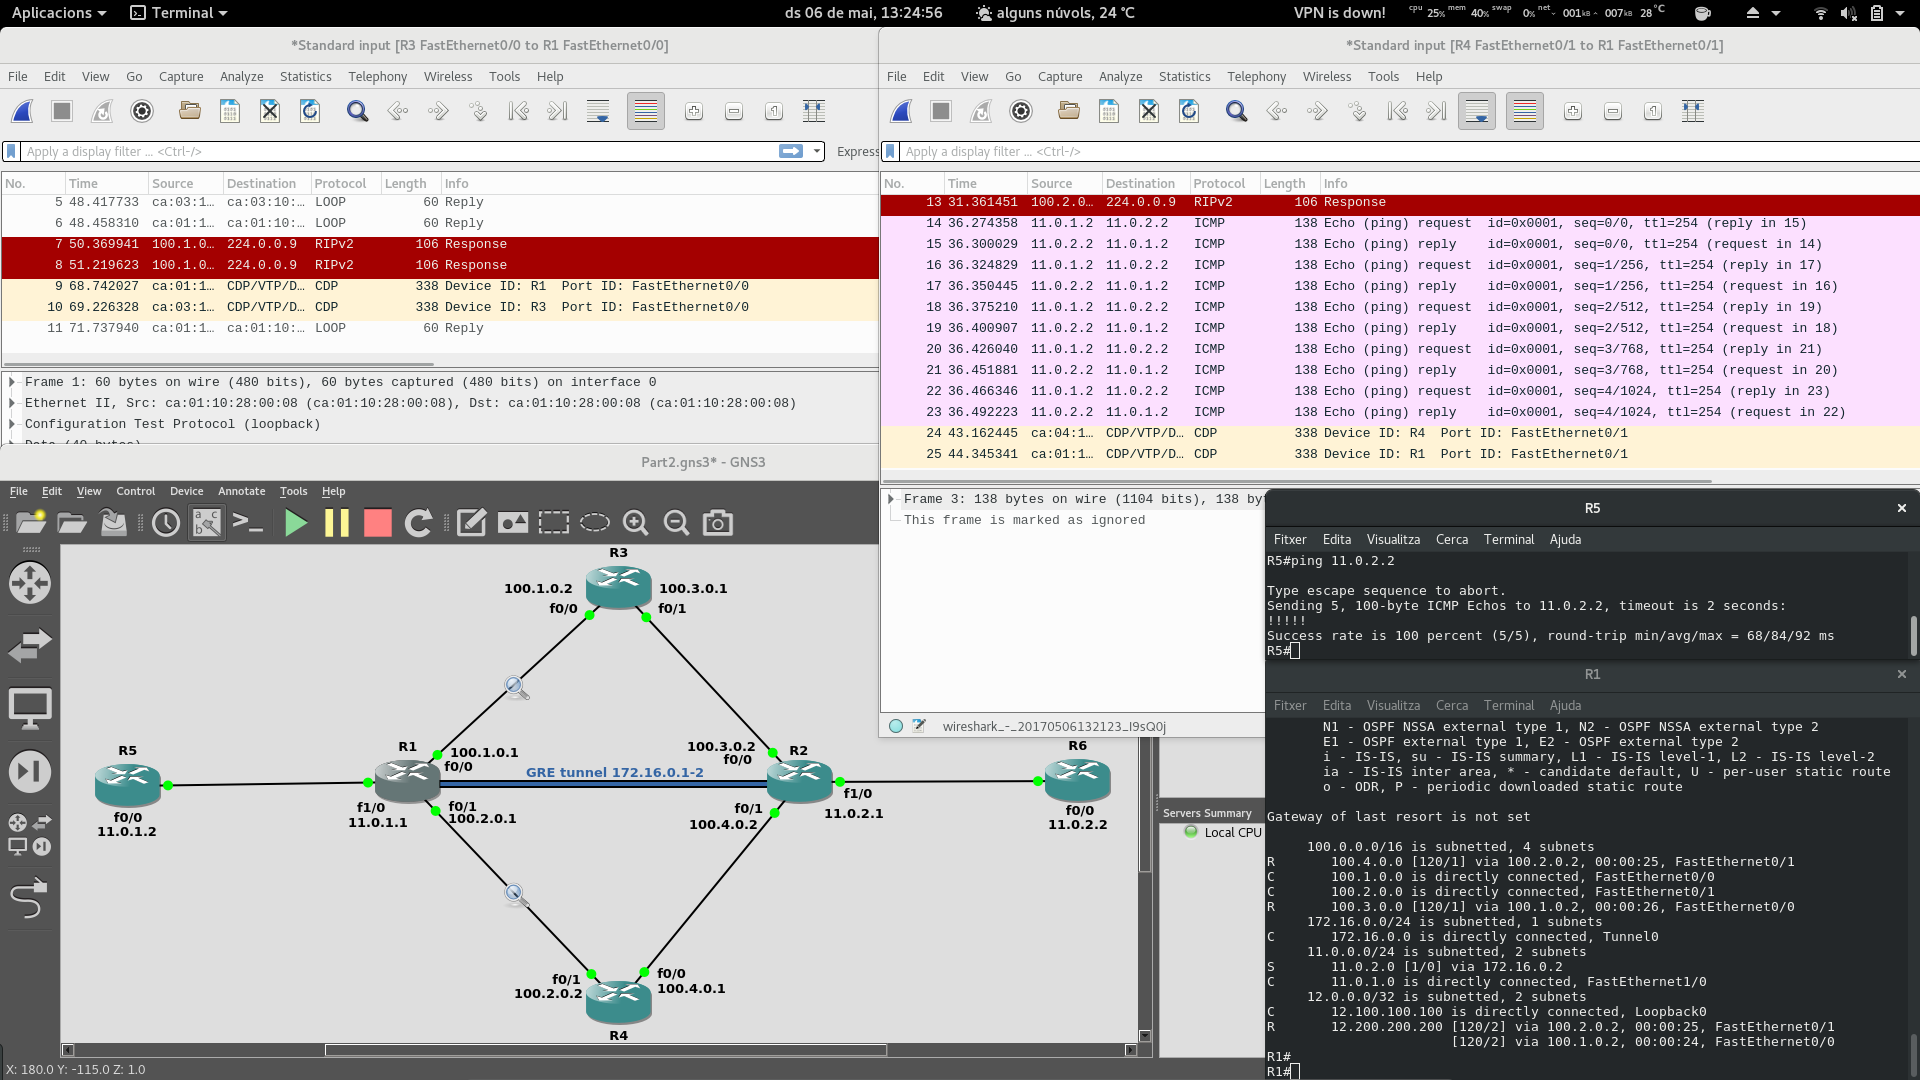 Aplicacions
Terminal
ds 06 de mai, 13:24:56
alguns núvols, 24 °C
VPN is down!
cpu 25% mem 40% swap 0% net 001kB 007kB 28 °C
*Standard input [R3 FastEthernet0/0 to R1 FastEthernet0/0]
File Edit View Go Capture Analyze Statistics Telephony Wireless Tools Help
Apply a display filter ... <Ctrl-/>
Express
No. Time Source Destination Protocol Length Info
5 48.417733 ca:03:1… ca:03:10:… LOOP 60 Reply
6 48.458310 ca:01:1… ca:01:10:… LOOP 60 Reply
7 50.369941 100.1.0… 224.0.0.9 RIPv2 106 Response
8 51.219623 100.1.0… 224.0.0.9 RIPv2 106 Response
9 68.742027 ca:01:1… CDP/VTP/D… CDP 338 Device ID: R1  Port ID: FastEthernet0/0
10 69.226328 ca:03:1… CDP/VTP/D… CDP 338 Device ID: R3  Port ID: FastEthernet0/0
11 71.737940 ca:01:1… ca:01:10:… LOOP 60 Reply
Frame 1: 60 bytes on wire (480 bits), 60 bytes captured (480 bits) on interface 0
Ethernet II, Src: ca:01:10:28:00:08 (ca:01:10:28:00:08), Dst: ca:01:10:28:00:08 (ca:01:10:28:00:08)
Configuration Test Protocol (loopback)
*Standard input [R4 FastEthernet0/1 to R1 FastEthernet0/1]
File Edit View Go Capture Analyze Statistics Telephony Wireless Tools Help
Apply a display filter ... <Ctrl-/>
No. Time Source Destination Protocol Length Info
13 31.361451 100.2.0… 224.0.0.9 RIPv2 106 Response
14 36.274358 11.0.1.2 11.0.2.2 ICMP 138 Echo (ping) request  id=0x0001, seq=0/0, ttl=254 (reply in 15)
15 36.300029 11.0.2.2 11.0.1.2 ICMP 138 Echo (ping) reply    id=0x0001, seq=0/0, ttl=254 (request in 14)
16 36.324829 11.0.1.2 11.0.2.2 ICMP 138 Echo (ping) request  id=0x0001, seq=1/256, ttl=254 (reply in 17)
17 36.350445 11.0.2.2 11.0.1.2 ICMP 138 Echo (ping) reply    id=0x0001, seq=1/256, ttl=254 (request in 16)
18 36.375210 11.0.1.2 11.0.2.2 ICMP 138 Echo (ping) request  id=0x0001, seq=2/512, ttl=254 (reply in 19)
19 36.400907 11.0.2.2 11.0.1.2 ICMP 138 Echo (ping) reply    id=0x0001, seq=2/512, ttl=254 (request in 18)
20 36.426040 11.0.1.2 11.0.2.2 ICMP 138 Echo (ping) request  id=0x0001, seq=3/768, ttl=254 (reply in 21)
21 36.451881 11.0.2.2 11.0.1.2 ICMP 138 Echo (ping) reply    id=0x0001, seq=3/768, ttl=254 (request in 20)
22 36.466346 11.0.1.2 11.0.2.2 ICMP 138 Echo (ping) request  id=0x0001, seq=4/1024, ttl=254 (reply in 23)
23 36.492223 11.0.2.2 11.0.1.2 ICMP 138 Echo (ping) reply    id=0x0001, seq=4/1024, ttl=254 (request in 22)
24 43.162445 ca:04:1… CDP/VTP/D… CDP 338 Device ID: R4  Port ID: FastEthernet0/1
25 44.345341 ca:01:1… CDP/VTP/D… CDP 338 Device ID: R1  Port ID: FastEthernet0/1
Frame 3: 138 bytes on wire (1104 bits), 138 byt
This frame is marked as ignored
wireshark_-_20170506132123_I9sQ0j
Part2.gns3* - GNS3
File Edit View Control Device Annotate Tools Help
R3
100.1.0.2
100.3.0.1
f0/0
f0/1
R5
f0/0
11.0.1.2
R1
100.1.0.1
f0/0
f1/0
11.0.1.1
f0/1
100.2.0.1
GRE tunnel 172.16.0.1-2
100.3.0.2
f0/0
R2
f0/1
100.4.0.2
f1/0
11.0.2.1
R6
f0/0
11.0.2.2
f0/1
100.2.0.2
f0/0
100.4.0.1
R4
X: 180.0 Y: -115.0 Z: 1.0
Servers Summary
Local CPU
R5
Fitxer Edita Visualitza Cerca Terminal Ajuda
R5#ping 11.0.2.2
Type escape sequence to abort.
Sending 5, 100-byte ICMP Echos to 11.0.2.2, timeout is 2 seconds:
!!!!!
Success rate is 100 percent (5/5), round-trip min/avg/max = 68/84/92 ms
R5#
R1
Fitxer Edita Visualitza Cerca Terminal Ajuda
N1 - OSPF NSSA external type 1, N2 - OSPF NSSA external type 2
E1 - OSPF external type 1, E2 - OSPF external type 2
i - IS-IS, su - IS-IS summary, L1 - IS-IS level-1, L2 - IS-IS level-2
ia - IS-IS inter area, * - candidate default, U - per-user static route
o - ODR, P - periodic downloaded static route
Gateway of last resort is not set
100.0.0.0/16 is subnetted, 4 subnets
R       100.4.0.0 [120/1] via 100.2.0.2, 00:00:25, FastEthernet0/1
C       100.1.0.0 is directly connected, FastEthernet0/0
C       100.2.0.0 is directly connected, FastEthernet0/1
R       100.3.0.0 [120/1] via 100.1.0.2, 00:00:26, FastEthernet0/0
172.16.0.0/24 is subnetted, 1 subnets
C       172.16.0.0 is directly connected, Tunnel0
11.0.0.0/24 is subnetted, 2 subnets
S       11.0.2.0 [1/0] via 172.16.0.2
C       11.0.1.0 is directly connected, FastEthernet1/0
12.0.0.0/32 is subnetted, 2 subnets
C       12.100.100.100 is directly connected, Loopback0
R       12.200.200.200 [120/2] via 100.2.0.2, 00:00:25, FastEthernet0/1
[120/2] via 100.1.0.2, 00:00:24, FastEthernet0/0
R1#
R1#